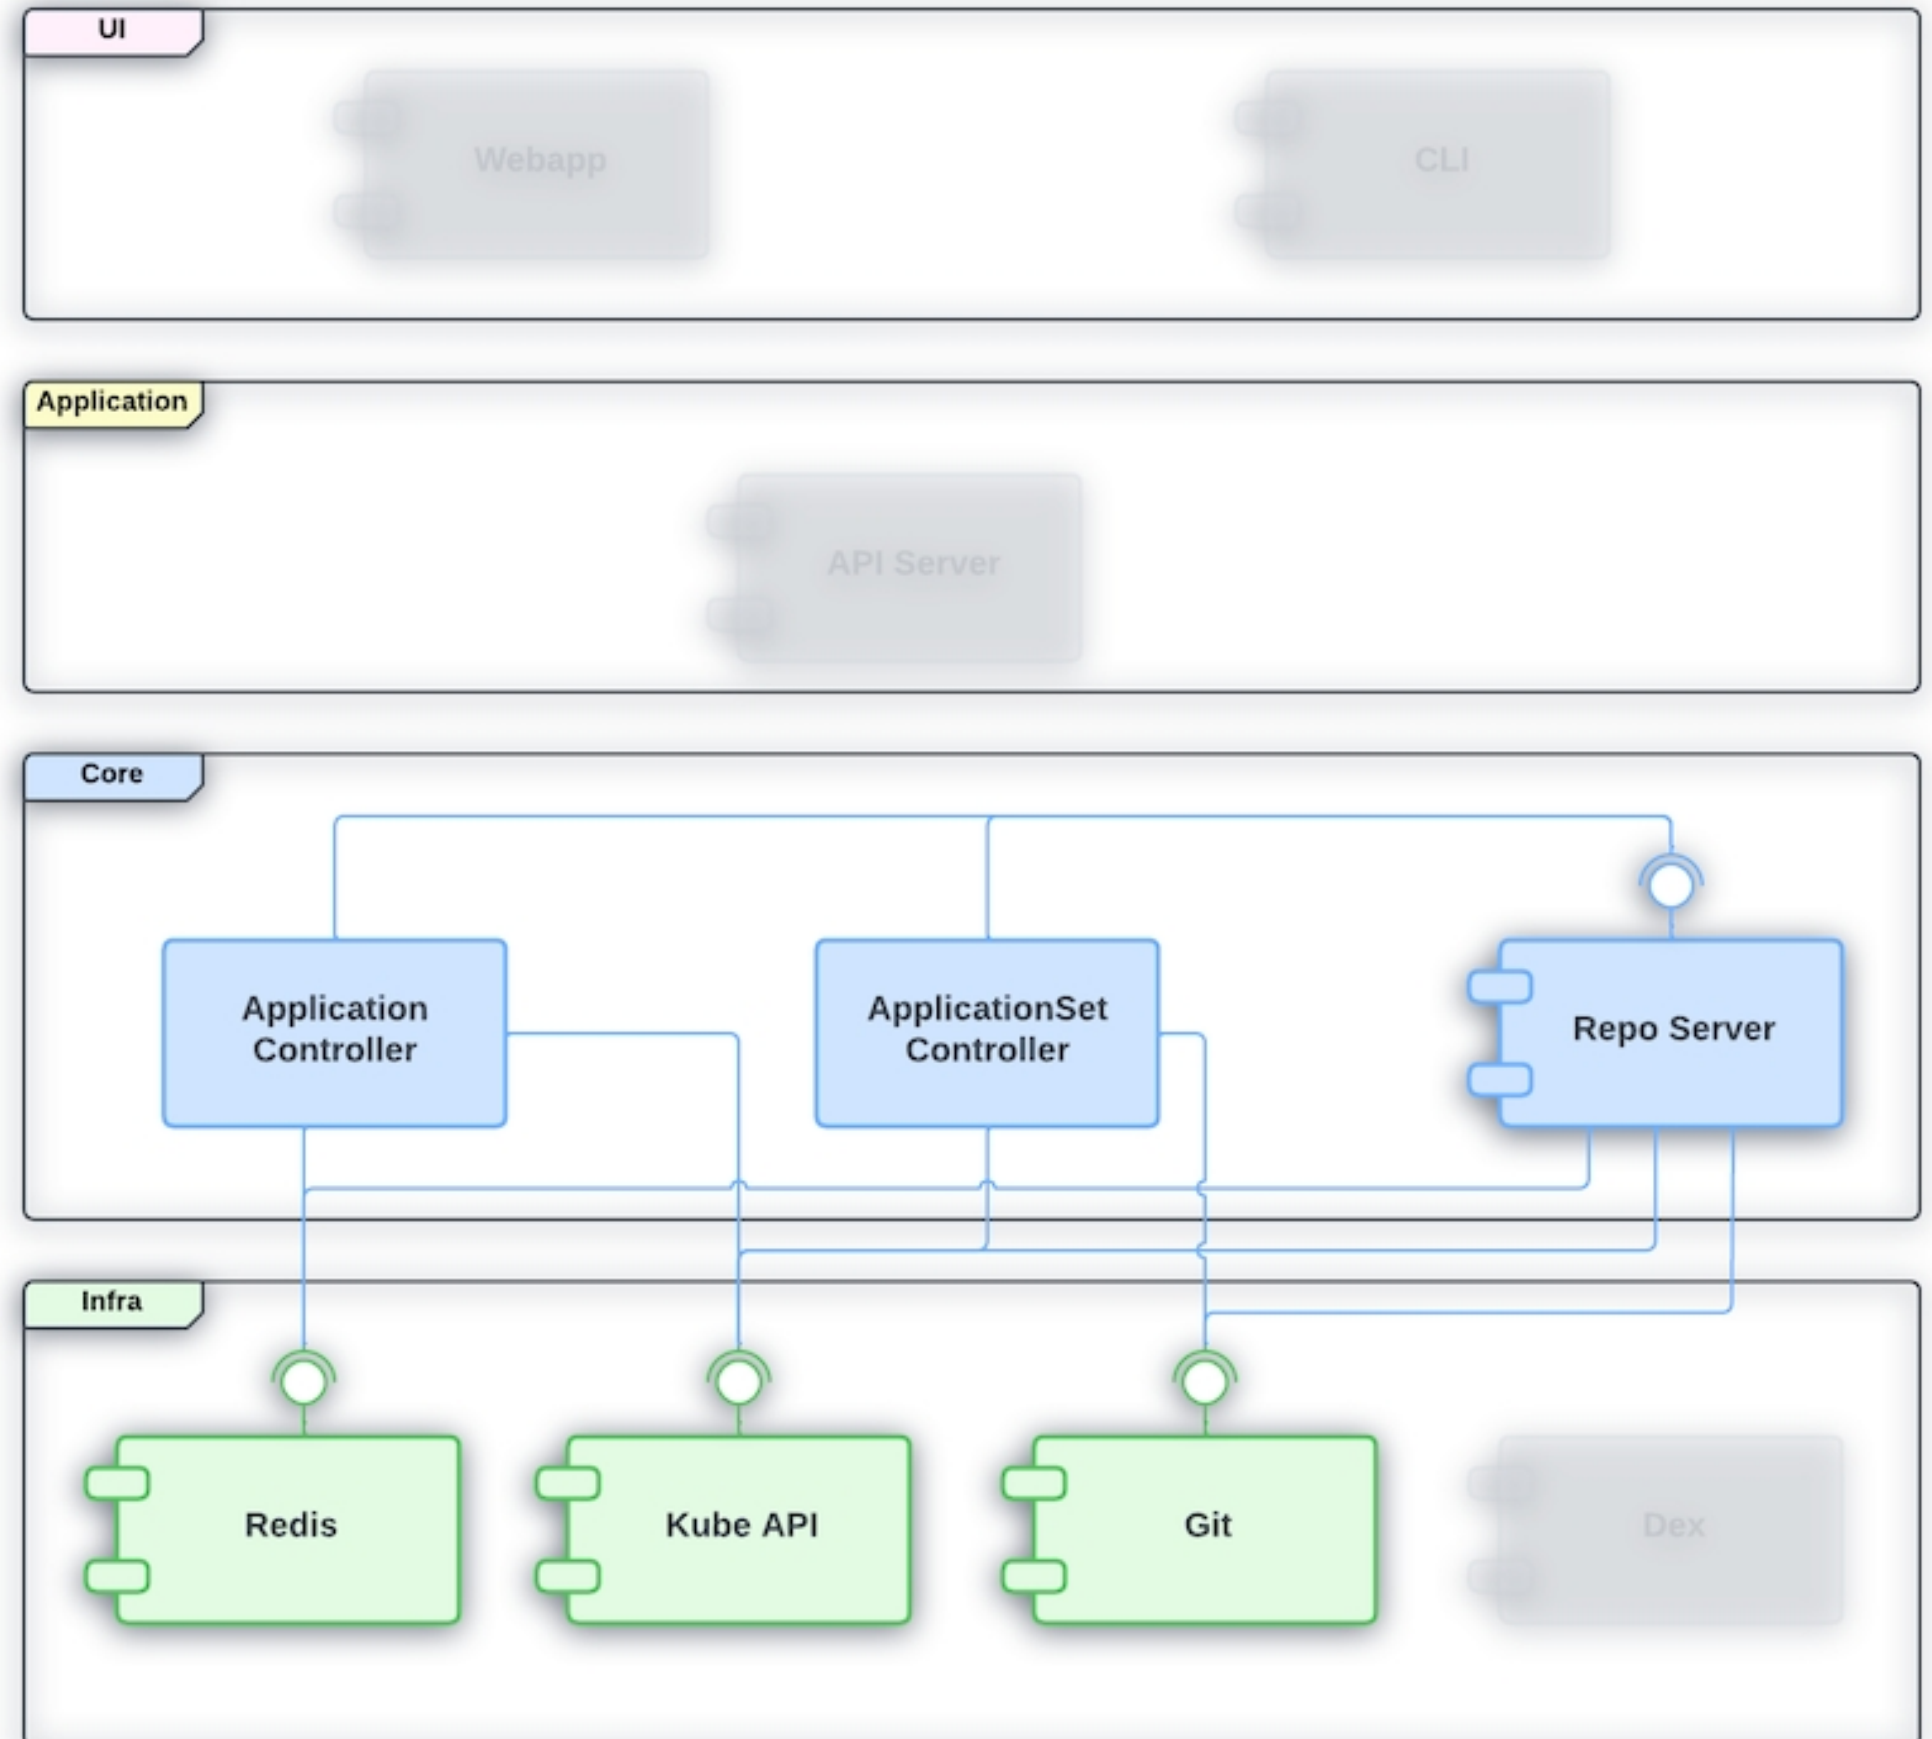 UI
Webapp
CLI
Application
API Server
Core
Application
Controller
ApplicationSet
Controller
Repo Server
Infra
Redis
Kube API
Git
Dex